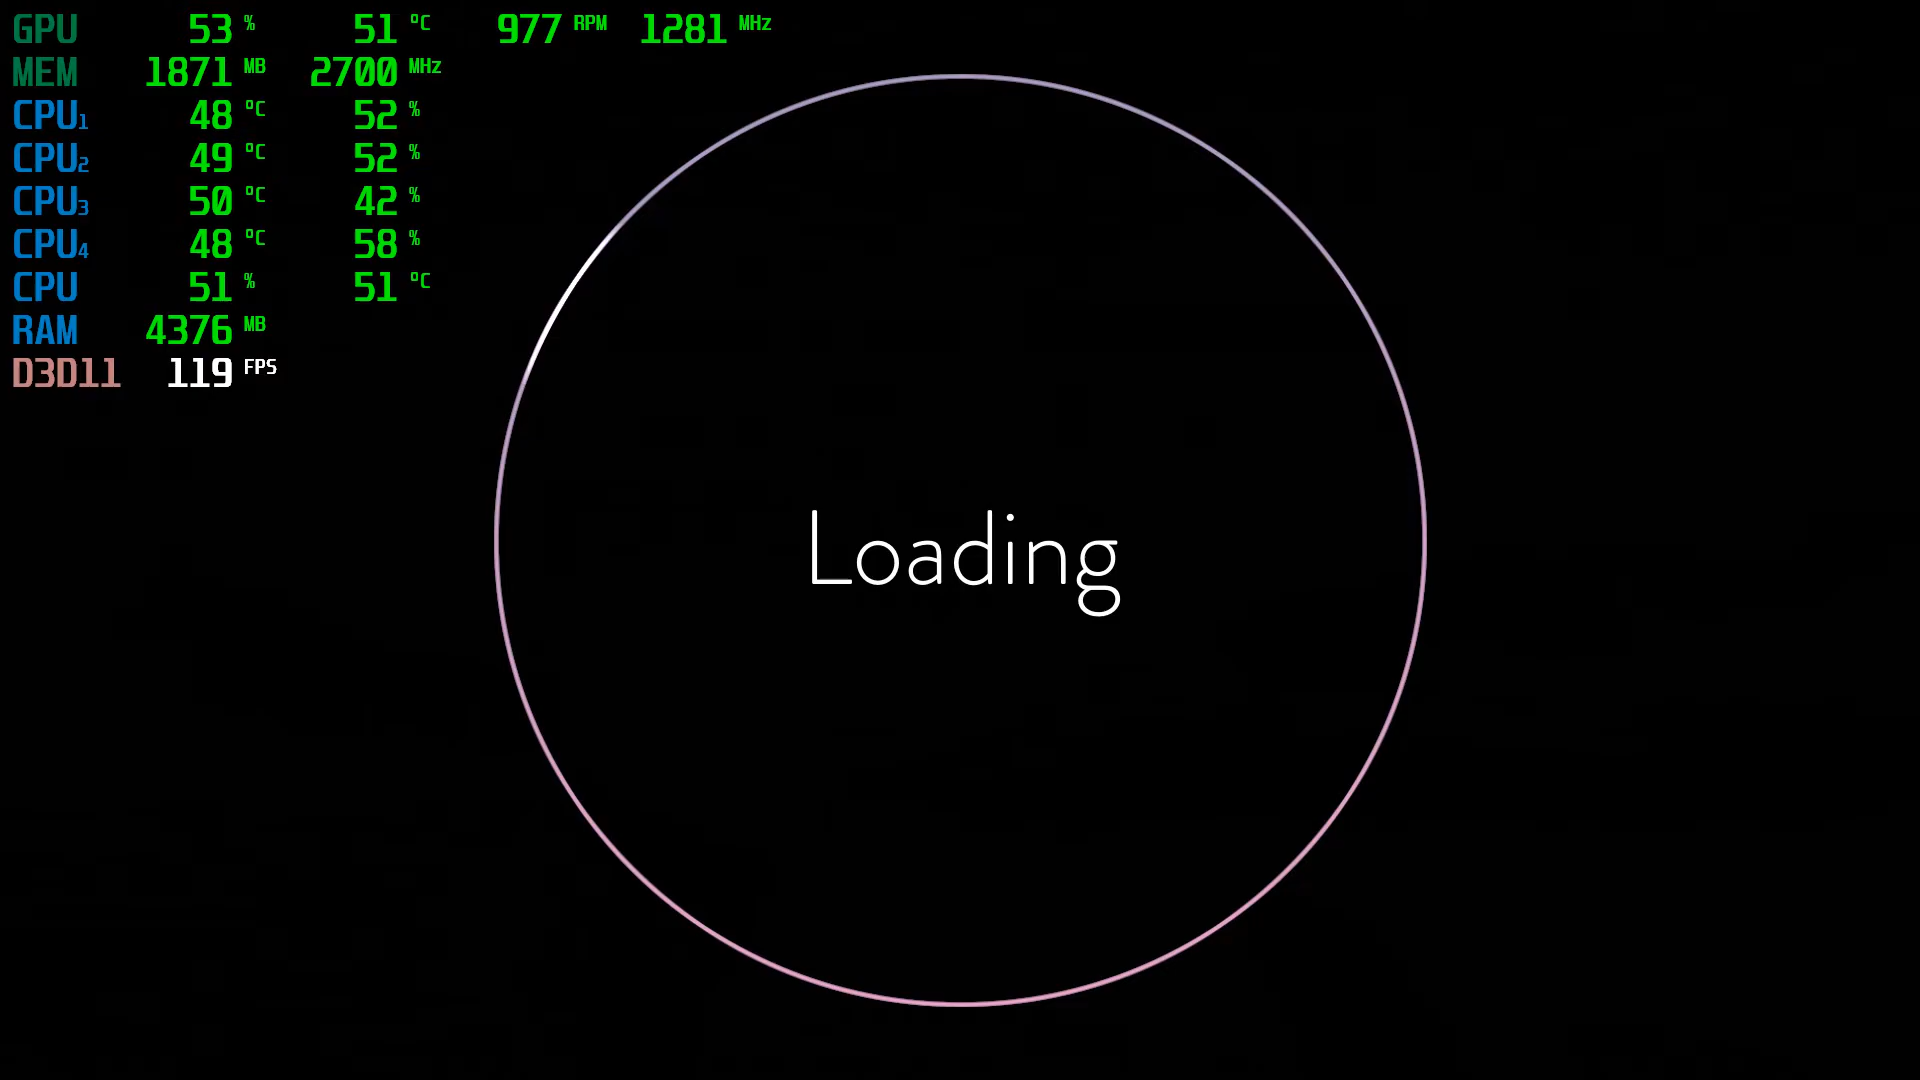 GPU 53 % 51 °C 977 RPM 1281 MHz
MEM 1871 MB 2700 MHz
CPU1 48 °C 52 %
CPU2 49 °C 52 %
CPU3 50 °C 42 %
CPU4 48 °C 58 %
CPU 51 % 51 °C
RAM 4376 MB
D3D11 119 FPS
Loading